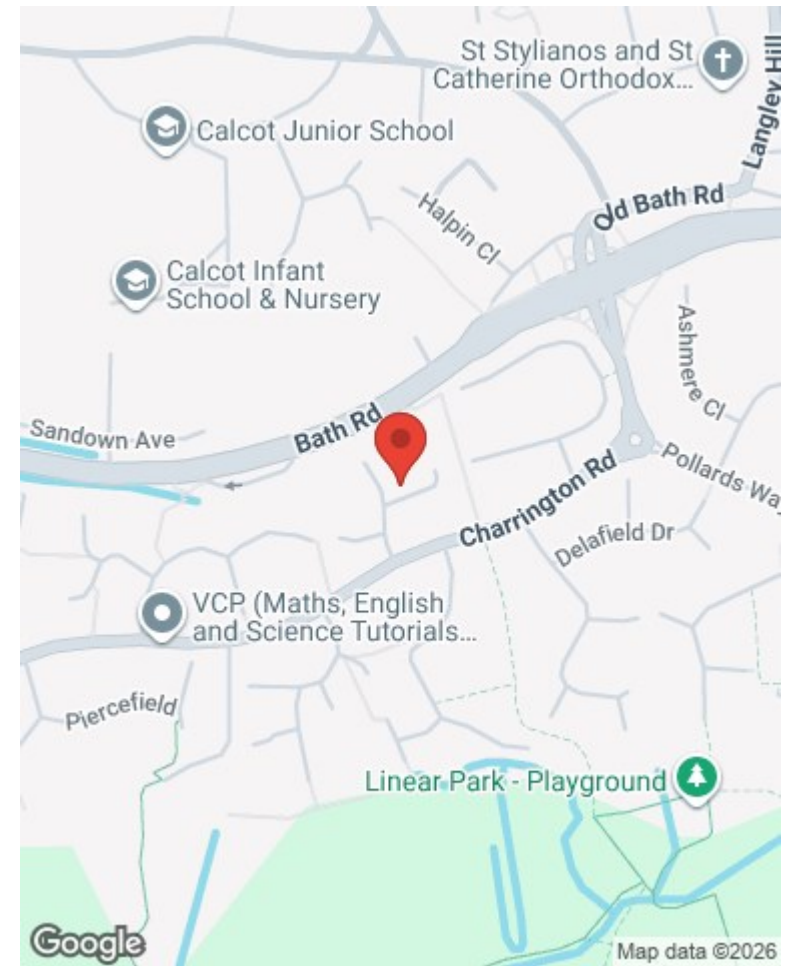 St Stylianos and St
Catherine Orthodox...
Langley Hill
Calcot Junior School
Old Bath Rd
Halpin Cl
Calcot Infant
School & Nursery
Ashmere Cl
Bath Rd
Sandown Ave
Charrington Rd
Pollards Way
Delafield Dr
VCP (Maths, English
and Science Tutorials...
Piercefield
Linear Park - Playground
Google
Map data ©2026